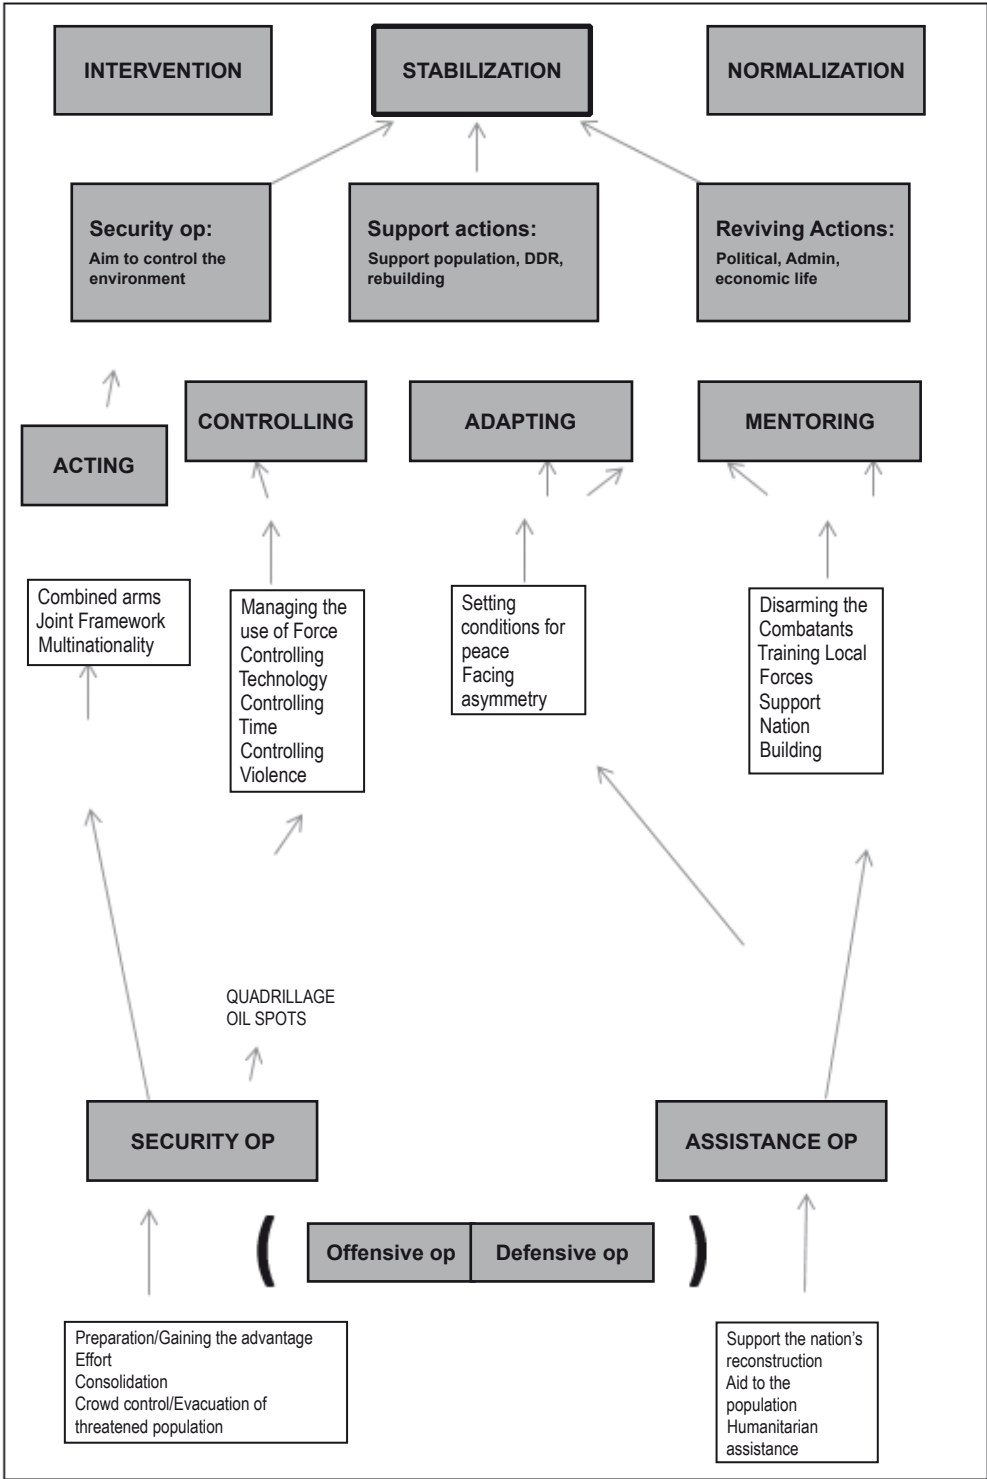 INTERVENTION
STABILIZATION
NORMALIZATION
Security op:
Aim to control the
environment
Support actions:
Support population, DDR,
rebuilding
Reviving Actions:
Political, Admin,
economic life
ACTING
CONTROLLING
ADAPTING
MENTORING
Combined arms
Joint Framework
Multinationality
Managing the
use of Force
Controlling
Technology
Controlling
Time
Controlling
Violence
Setting
conditions for
peace
Facing
asymmetry
Disarming the
Combatants
Training Local
Forces
Support
Nation
Building
QUADRILLAGE
OIL SPOTS
SECURITY OP
ASSISTANCE OP
( Offensive op Defensive op )
Preparation/Gaining the advantage
Effort
Consolidation
Crowd control/Evacuation of
threatened population
Support the nation's
reconstruction
Aid to the
population
Humanitarian
assistance